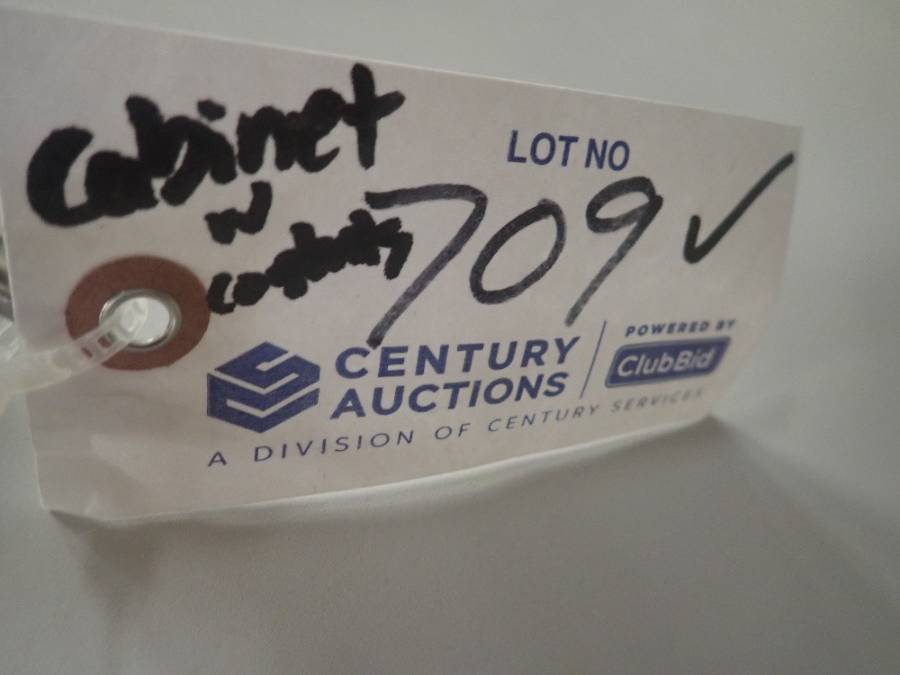 Cabinet
w
contents
LOT NO
709 ✓
CENTURY
AUCTIONS
A DIVISION OF CENTURY SERVICES
POWERED BY
ClubBid